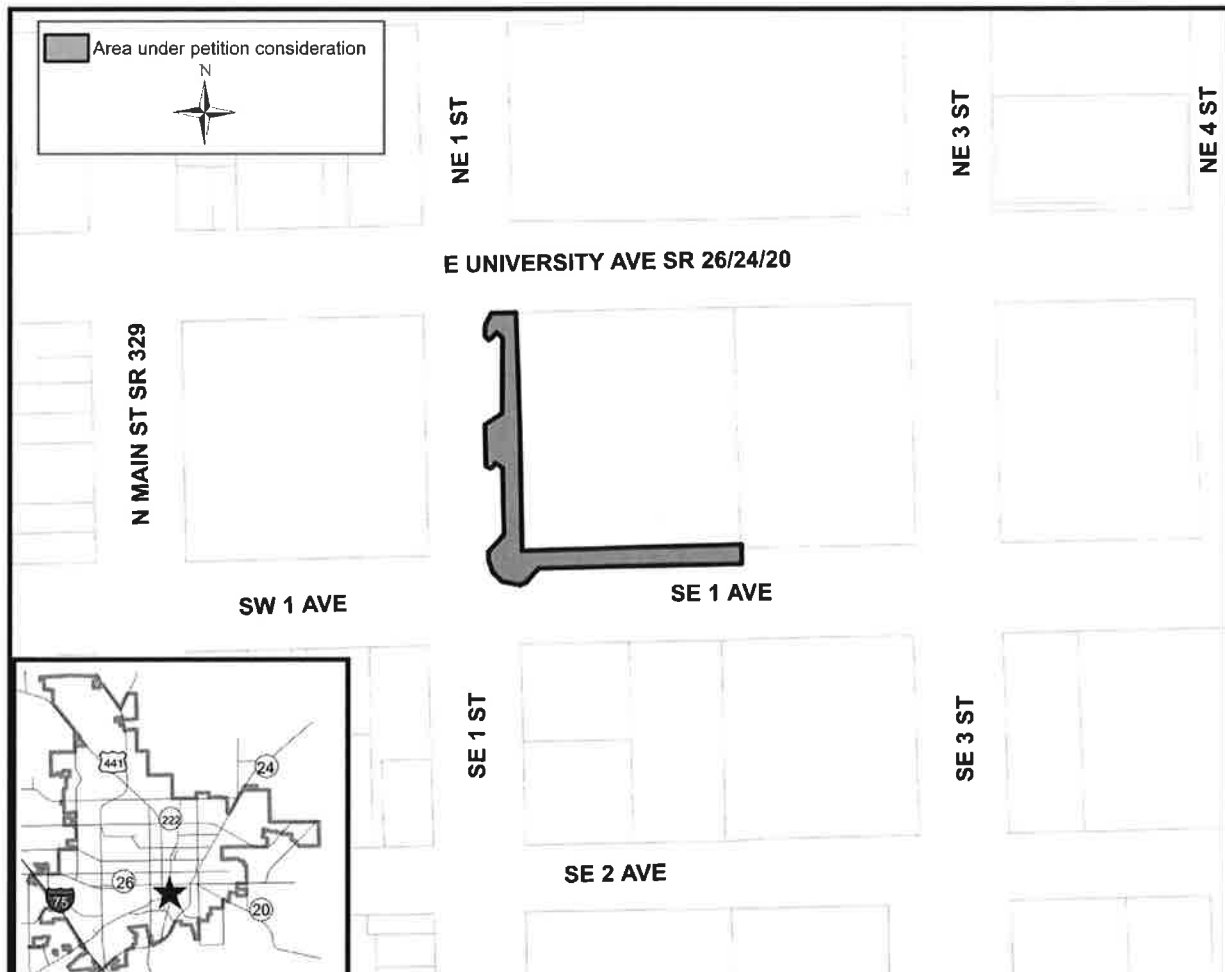 Area under petition consideration
N
NE 1 ST
NE 3 ST
NE 4 ST
E UNIVERSITY AVE SR 26/24/20
N MAIN ST SR 329
SW 1 AVE
SE 1 AVE
SE 1 ST
SE 3 ST
SE 2 AVE
441
24
222
26
75
20